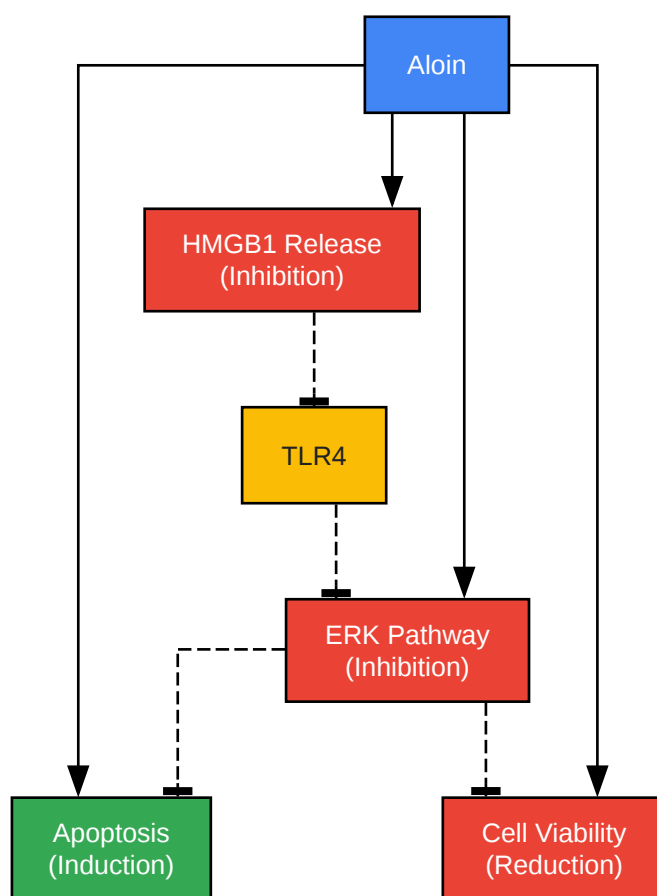 Aloin
HMGB1 Release
(Inhibition)
TLR4
ERK Pathway
(Inhibition)
Apoptosis
(Induction)
Cell Viability
(Reduction)